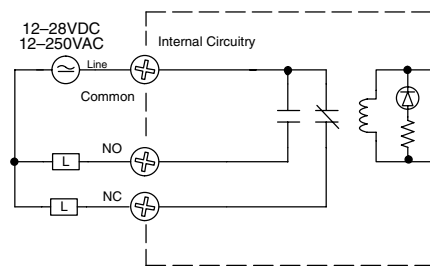 12–28VDC
12–250VAC
Internal Circuitry
Line
Common
NO
L
NC
L